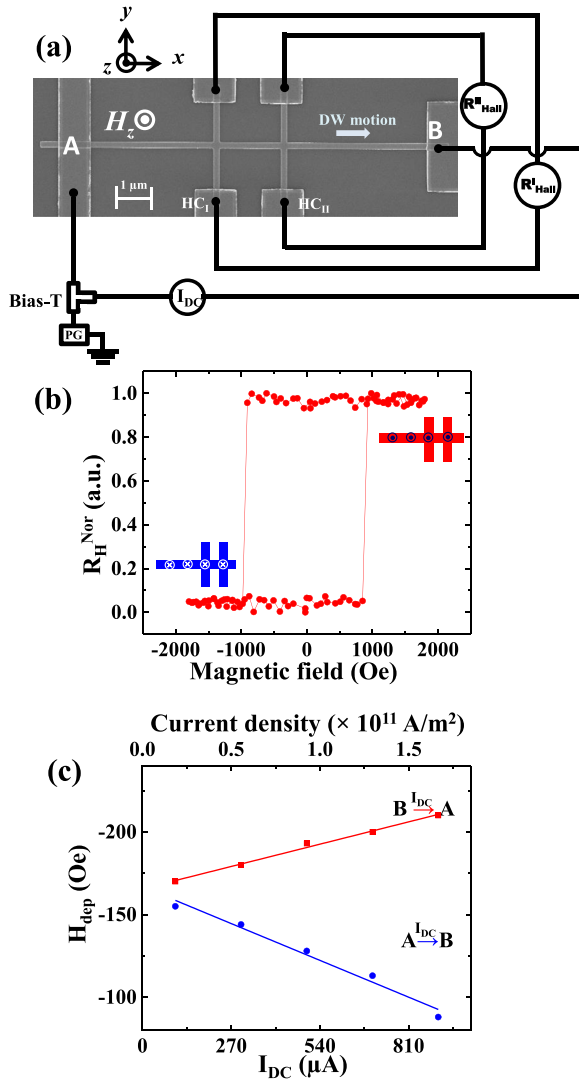 (a)
y
z
x
H_z
A
B
DW motion
1 µm
HC_I
HC_II
R^II_Hall
R^I_Hall
Bias-T
I_DC
PG
(b)
R_H^Nor (a.u.)
1.0
0.8
0.6
0.4
0.2
0.0
-2000 -1000 0 1000 2000
Magnetic field (Oe)
Current density (× 10^11 A/m^2)
0.0 0.5 1.0 1.5
(c)
H_dep (Oe)
-200
-150
-100
B I_DC→ A
A I_DC→ B
0 270 540 810
I_DC (µA)